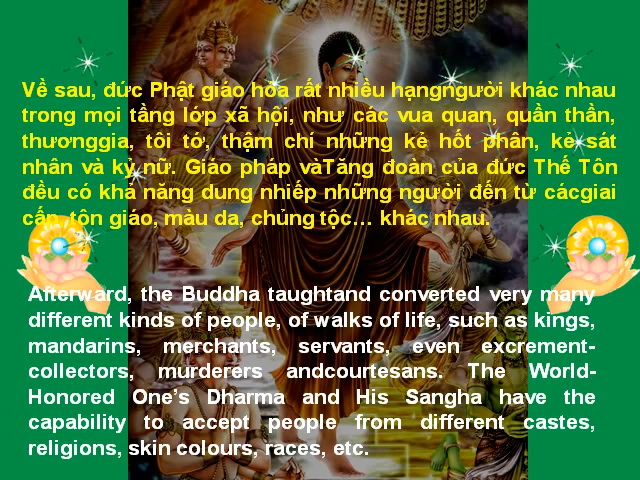 Về sau, đức Phật giáo hóa rất nhiều hạngngười khác nhau
trong mọi tầng lớp xã hội, như các vua quan, quần thần,
thươnggia, tôi tớ, thậm chí những kẻ hốt phân, kẻ sát
nhân và kỷ nữ. Giáo pháp vàTăng đoàn của đức Thế Tôn
đều có khả năng dung nhiếp những người đến từ cácgiai
cấp, tôn giáo, màu da, chủng tộc… khác nhau.
Afterward, the Buddha taughtand converted very many
different kinds of people, of walks of life, such as kings,
mandarins, merchants, servants, even excrement-
collectors, murderers andcourtesans. The World-
Honored One’s Dharma and His Sangha have the
capability to accept people from different castes,
religions, skin colours, races, etc.